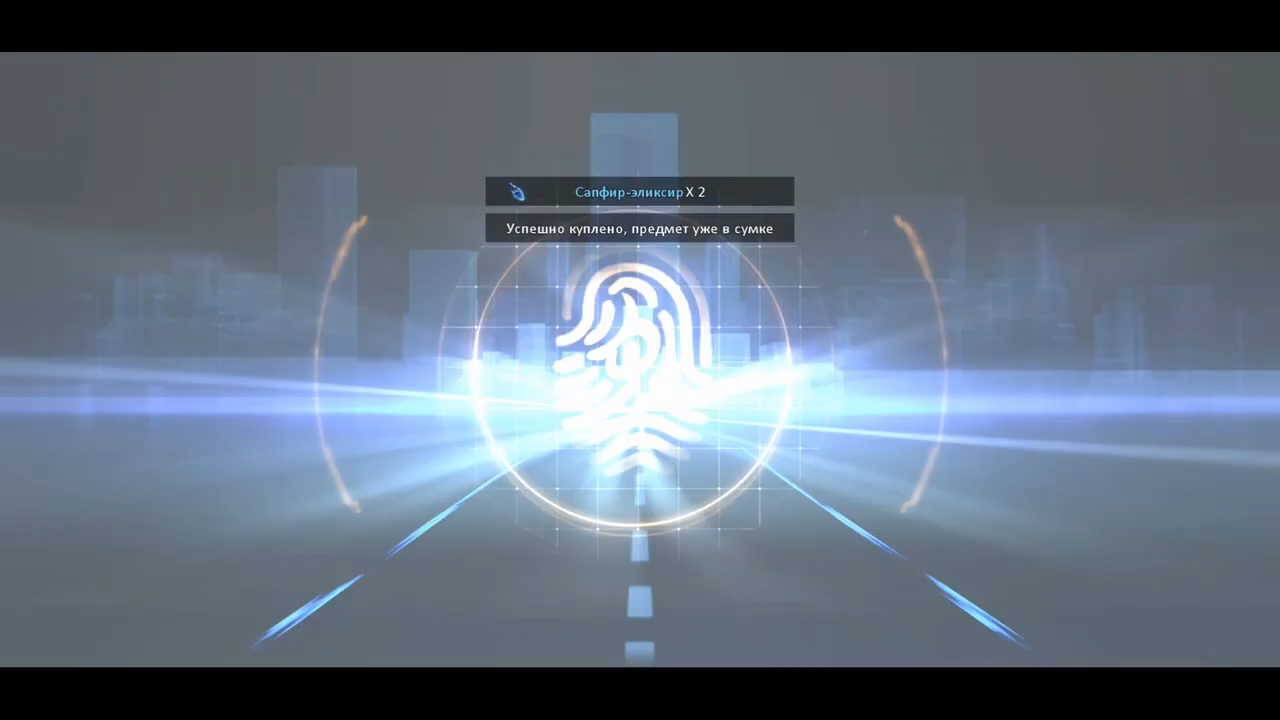 Сапфир-эликсир X 2
Успешно куплено, предмет уже в сумке